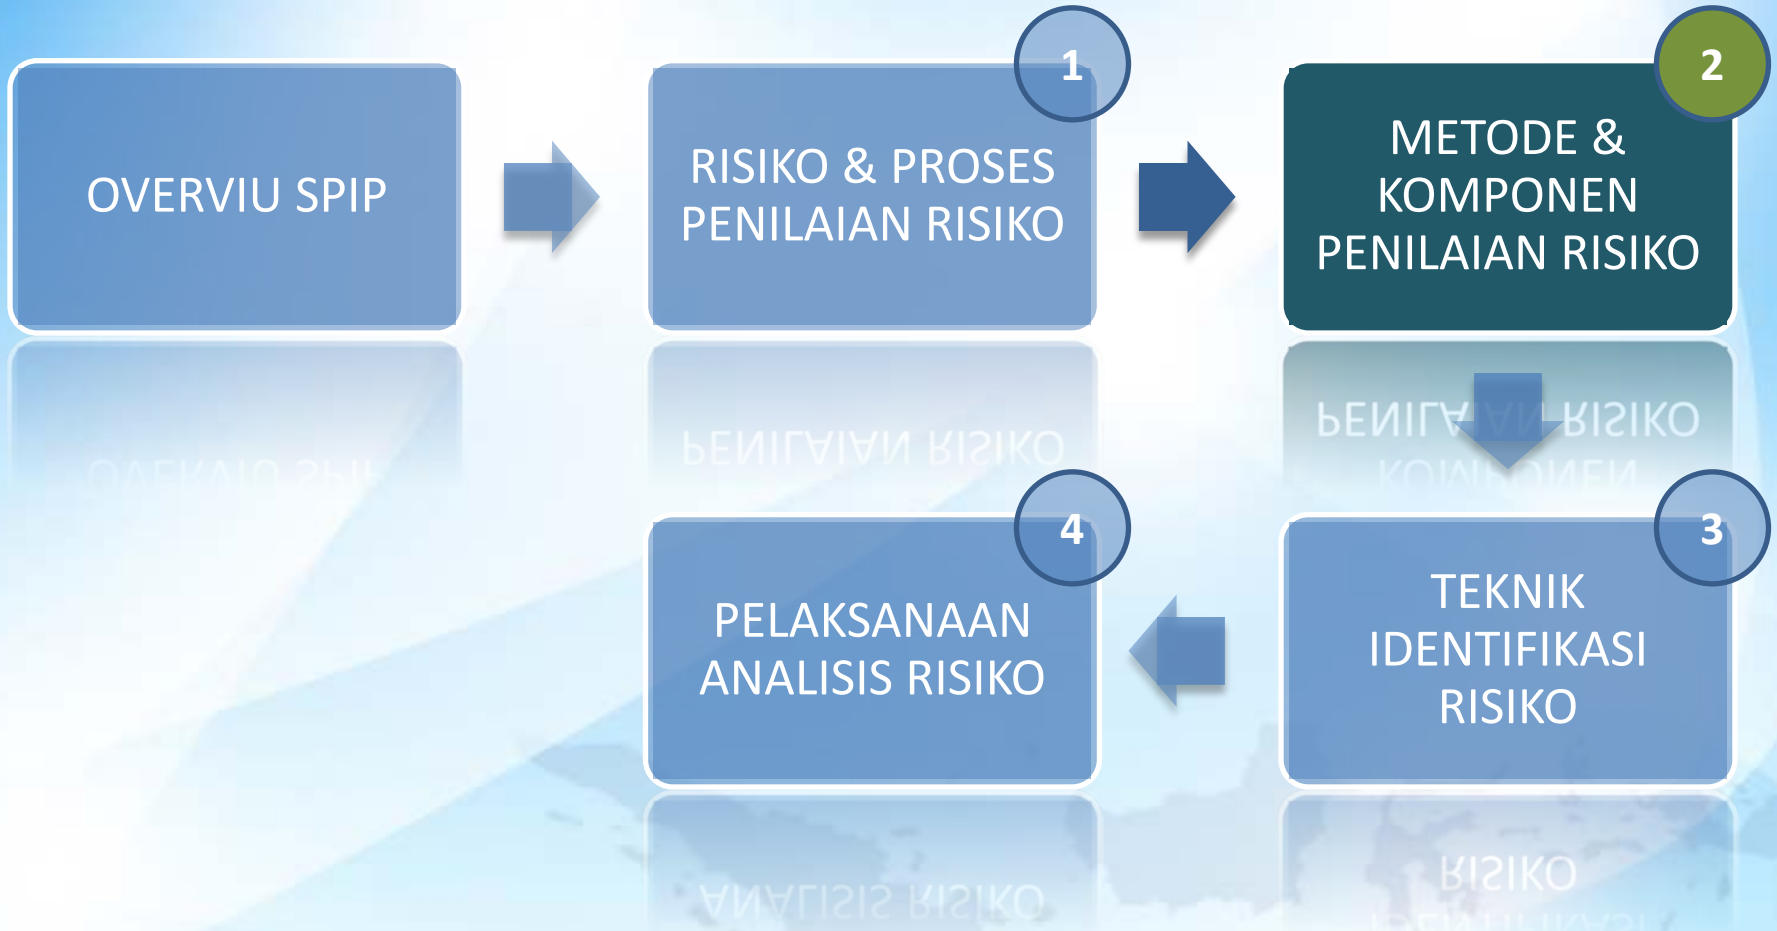 OVERVIU SPIP
1
RISIKO & PROSES
PENILAIAN RISIKO
2
METODE &
KOMPONEN
PENILAIAN RISIKO
3
TEKNIK
IDENTIFIKASI
RISIKO
4
PELAKSANAAN
ANALISIS RISIKO